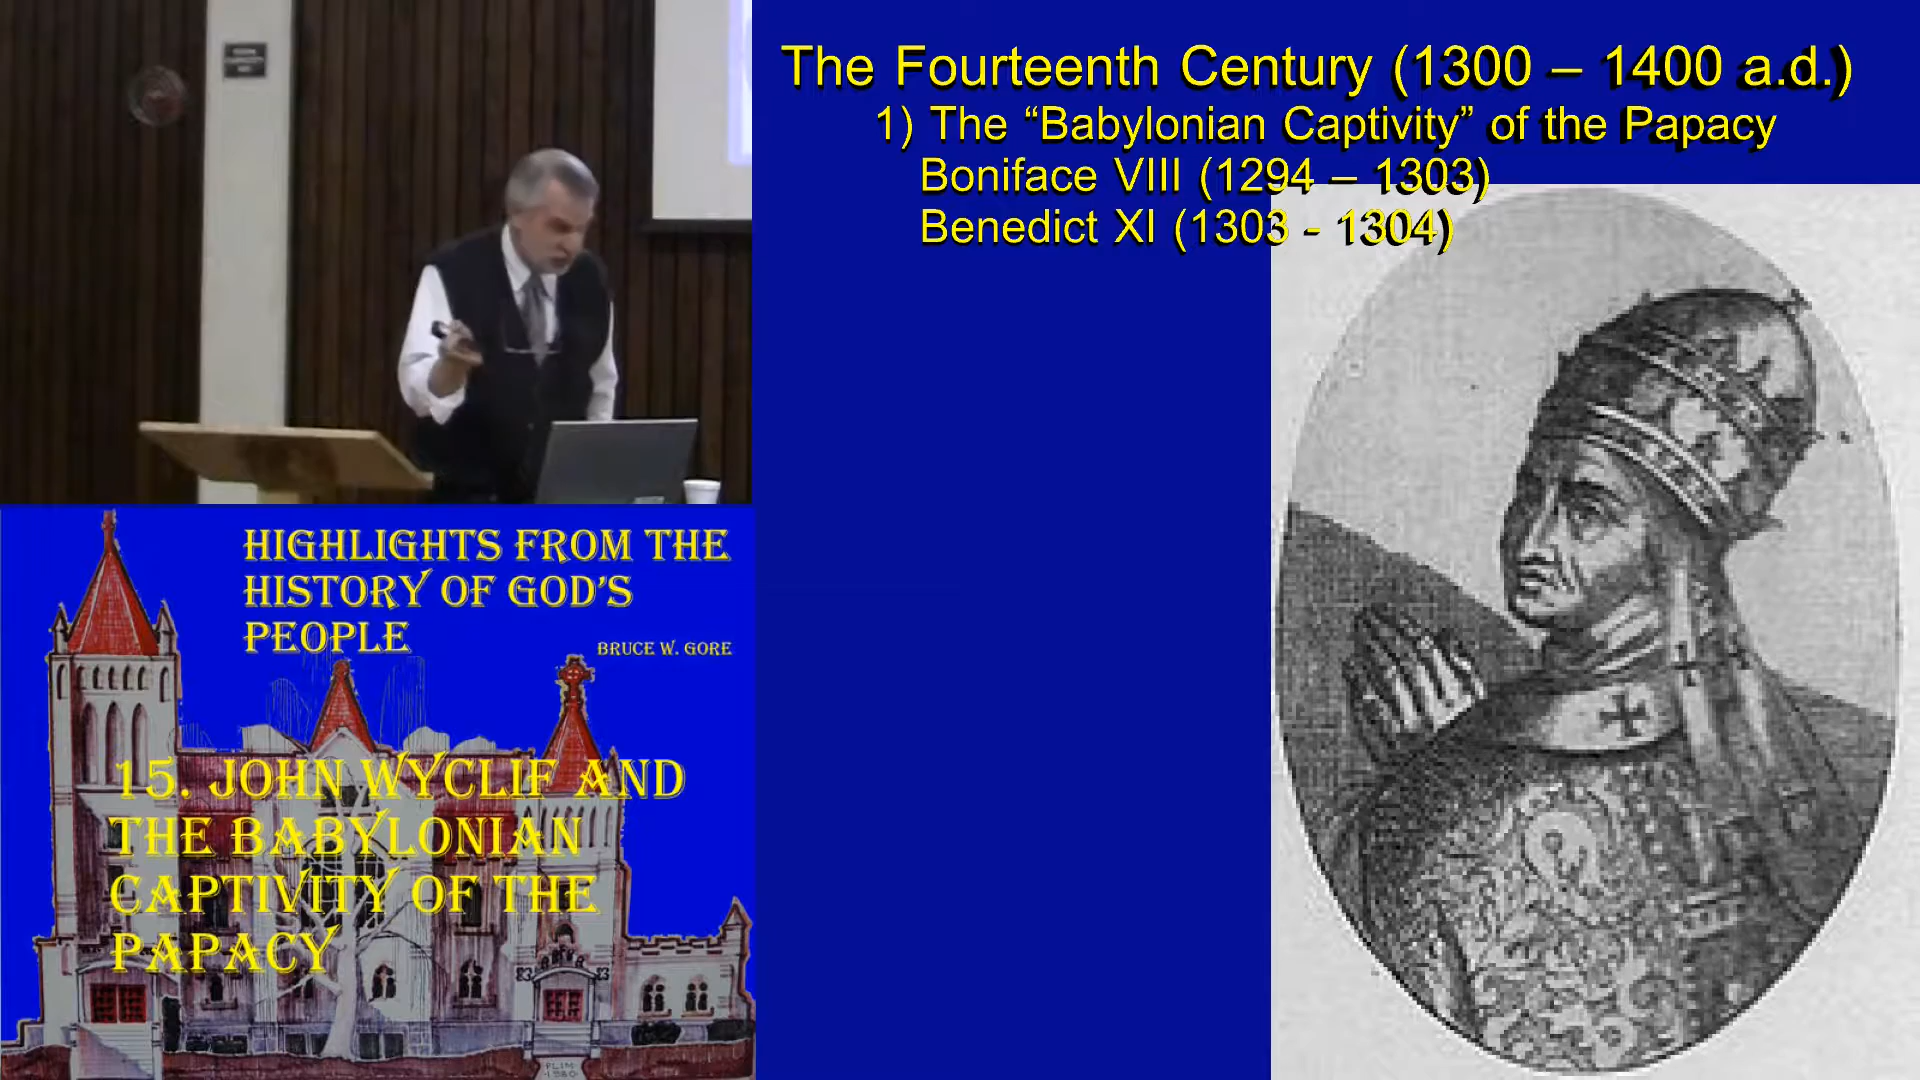 The Fourteenth Century (1300 – 1400 a.d.)
1) The “Babylonian Captivity” of the Papacy
Boniface VIII (1294 – 1303)
Benedict XI (1303 - 1304)
HIGHLIGHTS FROM THE
HISTORY OF GOD'S
PEOPLE
BRUCE W. GORE
15. JOHN WYCLIF AND
THE BABYLONIAN
CAPTIVITY OF THE
PAPACY